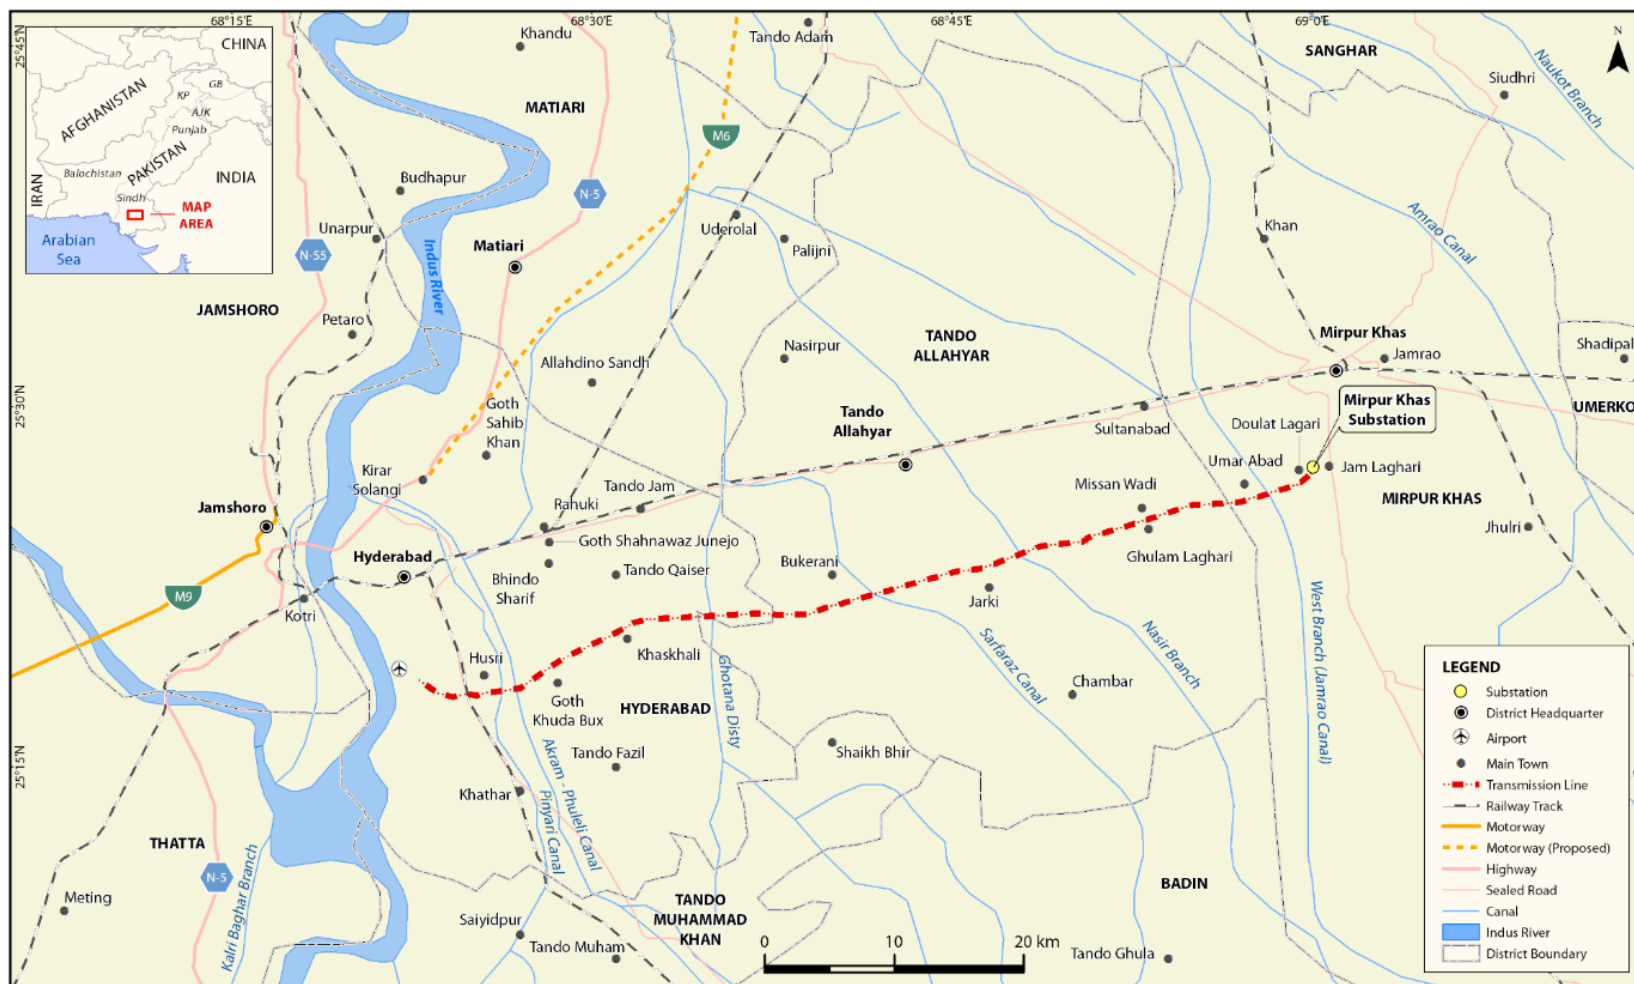 68°15'E
68°30'E
68°45'E
69°0'E
25°45'N
25°30'N
25°15'N
N
CHINA
AFGHANISTAN
GB
KP
AJK
Punjab
PAKISTAN
Balochistan
INDIA
IRAN
Sindh
MAP
AREA
Arabian
Sea
Khandu
Tando Adam
SANGHAR
Naukot Branch
Siudhri
MATIARI
M6
Budhapur
N-5
Amrao Canal
Unarpur
Uderolal
Khan
N-55
Indus River
Matiari
Palijni
JAMSHORO
Petaro
Nasirpur
TANDO
ALLAHYAR
Mirpur Khas
Jamrao
Shadipal
Allahdino Sandh
Goth
Sahib
Khan
Tando
Allahyar
Sultanabad
Mirpur Khas
Substation
UMERKO
Doulat Lagari
Umar Abad
Jam Laghari
Kirar
Solangi
Tando Jam
Missan Wadi
MIRPUR KHAS
Jamshoro
Rahuki
Jhulri
Goth Shahnawaz Junejo
Ghulam Laghari
Hyderabad
Bhindo
Sharif
Tando Qaiser
Bukerani
M9
Kotri
Jarki
West Branch (Jamrao Canal)
Husri
Khaskhali
Sarfaraz Canal
Nasir Branch
Ghotana Disty
Goth
Khuda Bux
HYDERABAD
Chambar
Tando Fazil
Shaikh Bhir
Akram - Phuleli Canal
Pinyari Canal
Khathar
THATTA
N-5
Kalri Baghar Branch
Meting
BADIN
Saiyidpur
TANDO
MUHAMMAD
KHAN
Tando Muham
Tando Ghula
0 10 20 km
LEGEND
Substation
District Headquarter
Airport
Main Town
Transmission Line
Railway Track
Motorway
Motorway (Proposed)
Highway
Sealed Road
Canal
Indus River
District Boundary